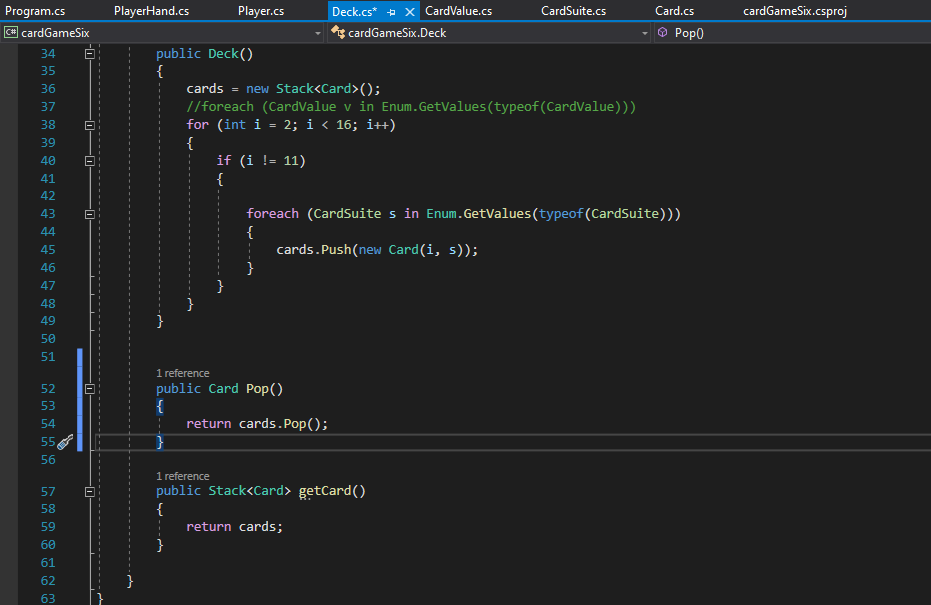 Program.cs PlayerHand.cs Player.cs Deck.cs* CardValue.cs CardSuite.cs Card.cs cardGameSix.csproj
C# cardGameSix cardGameSix.Deck Pop()
34 public Deck()
35 {
36 cards = new Stack<Card>();
37 //foreach (CardValue v in Enum.GetValues(typeof(CardValue)))
38 for (int i = 2; i < 16; i++)
39 {
40 if (i != 11)
41 {
42
43 foreach (CardSuite s in Enum.GetValues(typeof(CardSuite)))
44 {
45 cards.Push(new Card(i, s));
46 }
47 }
48 }
49 }
50
51
1 reference
52 public Card Pop()
53 {
54 return cards.Pop();
55 }
56
1 reference
57 public Stack<Card> getCard()
58 {
59 return cards;
60 }
61
62 }
63 }